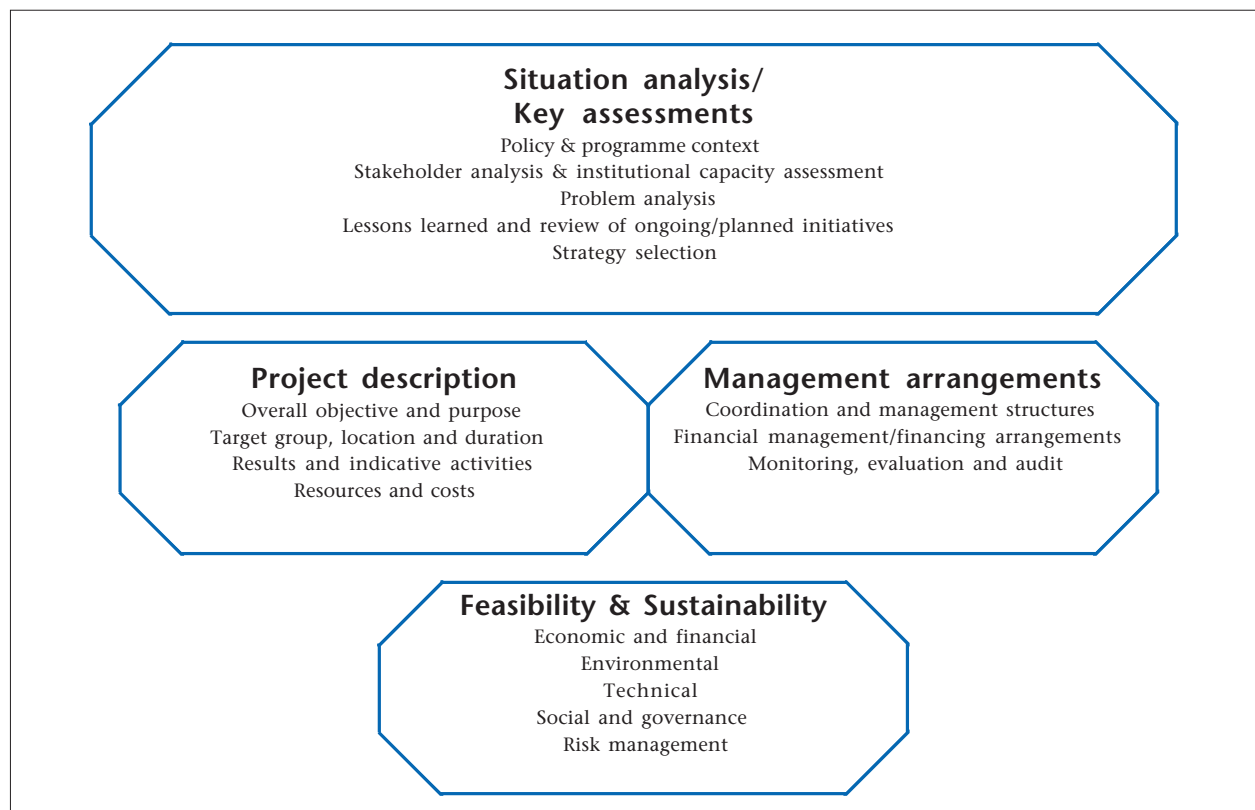 Situation analysis/
Key assessments
Policy & programme context
Stakeholder analysis & institutional capacity assessment
Problem analysis
Lessons learned and review of ongoing/planned initiatives
Strategy selection
Project description
Overall objective and purpose
Target group, location and duration
Results and indicative activities
Resources and costs
Management arrangements
Coordination and management structures
Financial management/financing arrangements
Monitoring, evaluation and audit
Feasibility & Sustainability
Economic and financial
Environmental
Technical
Social and governance
Risk management